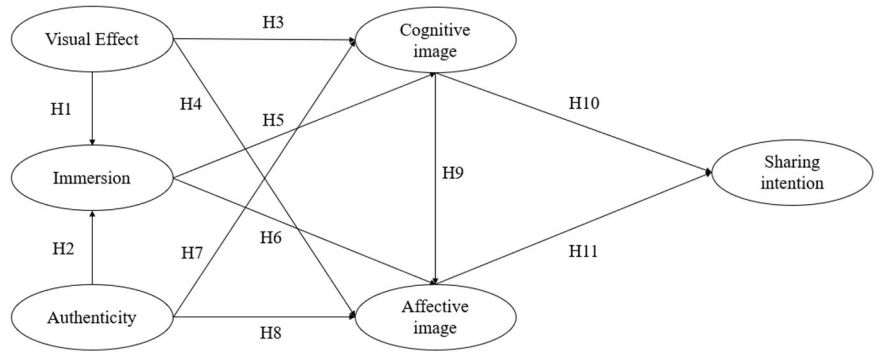 Visual Effect
H3
Cognitive
image
H1
H4
H5
H10
Immersion
H9
Sharing
intention
H2
H7
H6
H11
Authenticity
H8
Affective
image